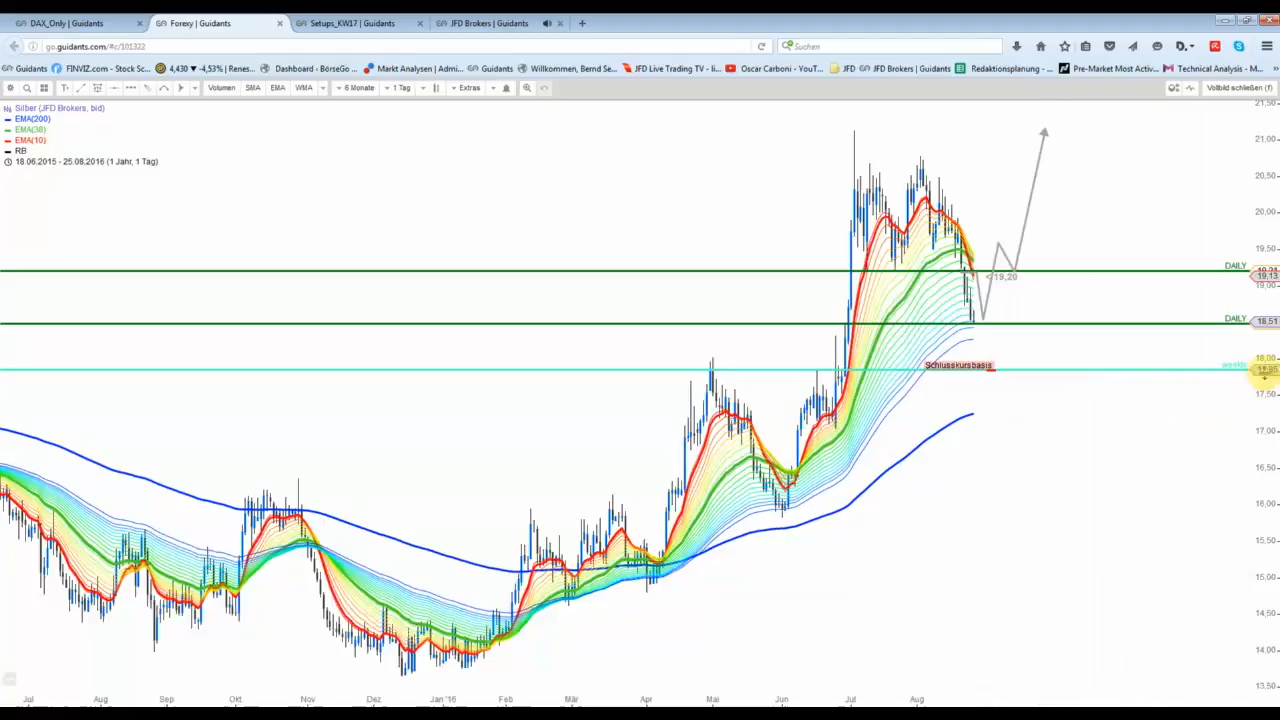 DAX_Only | Guidants
Forexy | Guidants
Setups_KW17 | Guidants
JFD Brokers | Guidants
go.guidants.com/#c/101322
Suchen
Guidants
FINVIZ.com - Stock Sc...
4,430 ▼ -4,53% | Renes...
Dashboard - BörseGo ...
Markt Analysen | Admi...
Guidants
Willkommen, Bernd Se...
JFD Live Trading TV - li...
Oscar Carboni - YouT...
JFD
JFD Brokers | Guidants
Redaktionsplanung - ...
Pre-Market Most Activ...
Technical Analysis - M...
Volumen
SMA
EMA
WMA
6 Monate
1 Tag
Extras
Vollbild schließen (f)
Silber (JFD Brokers, bid)
EMA(200)
EMA(38)
EMA(10)
RB
18.06.2015 - 25.08.2016 (1 Jahr, 1 Tag)
21,50
21,00
20,50
20,00
19,50
DAILY
19,13
19,20
19,00
DAILY
18,51
18,00
Schlusskursbasis
weekly
17,50
17,00
16,50
16,00
15,50
15,00
14,50
14,00
13,50
Jul
Aug
Sep
Okt
Nov
Dez
Jan '16
Feb
Mär
Apr
Mai
Jun
Jul
Aug